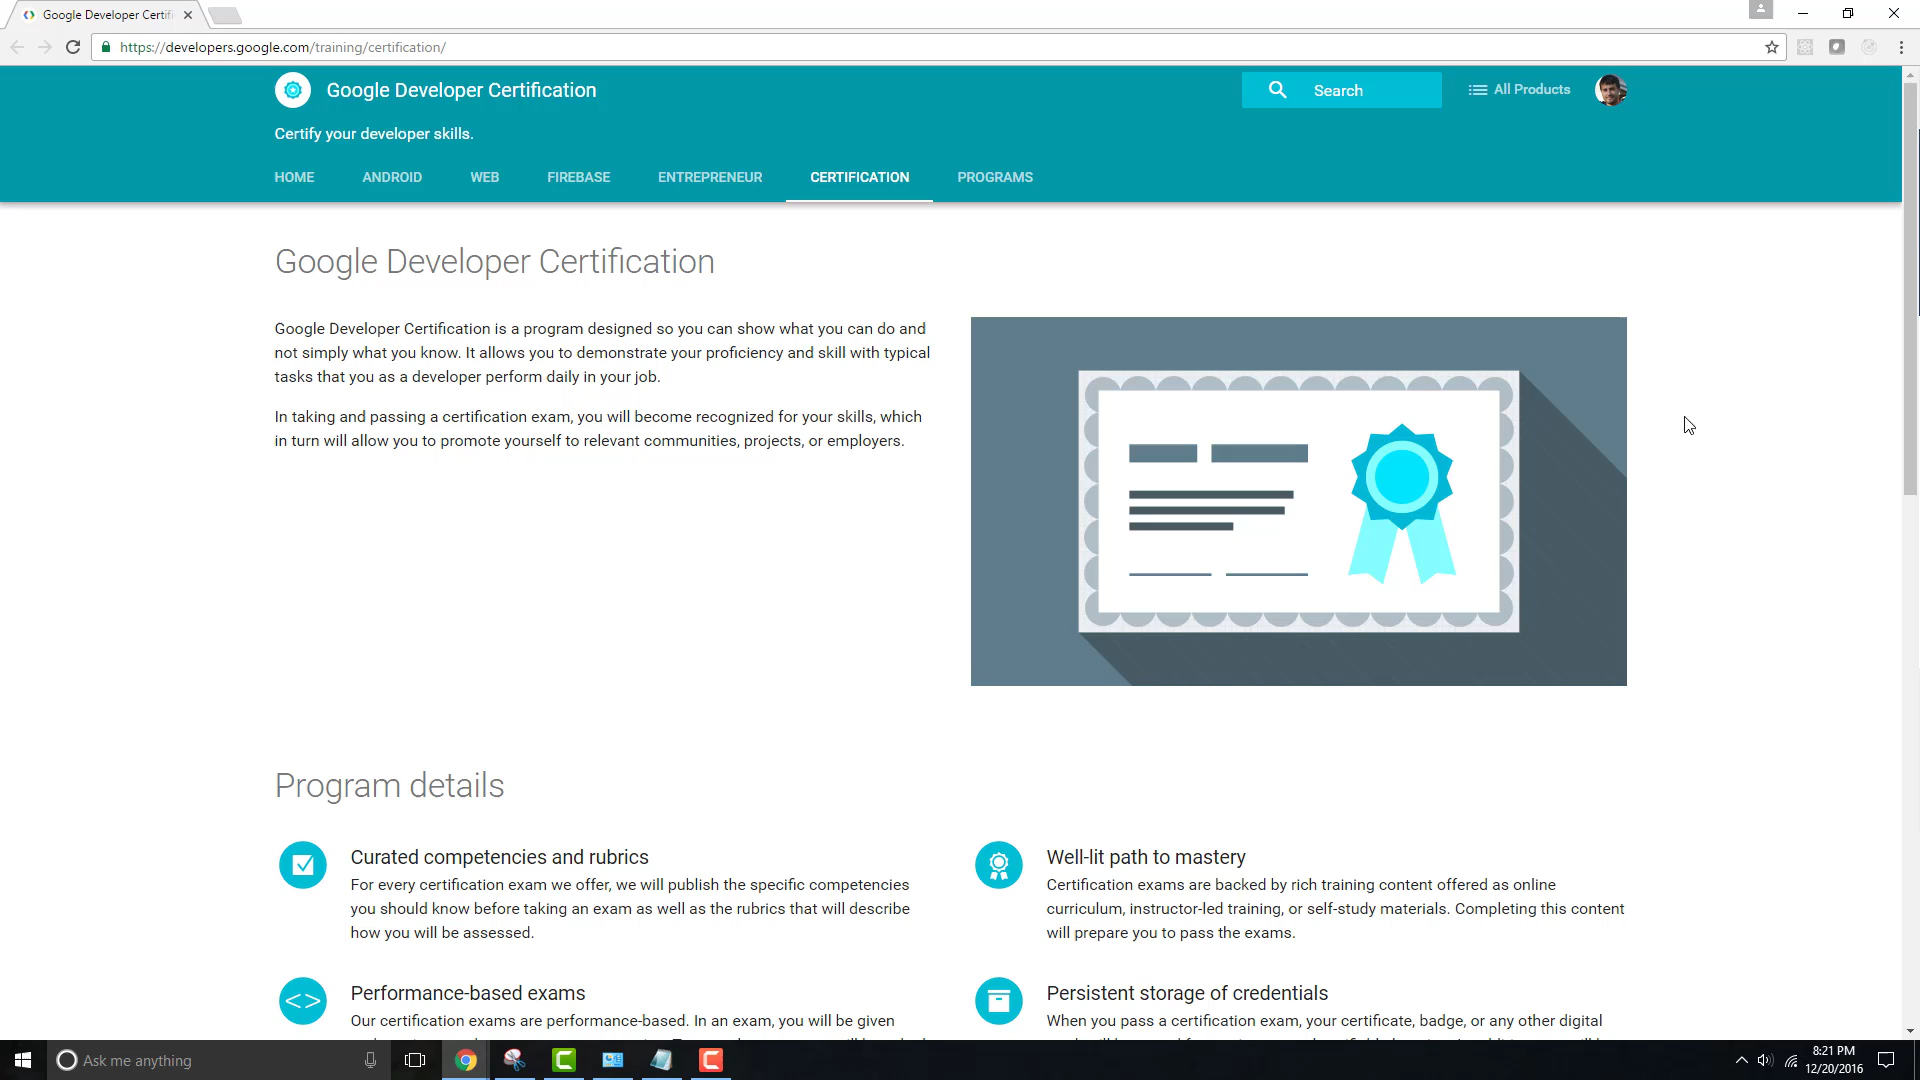 Google Developer Certifi
https://developers.google.com/training/certification/
Google Developer Certification
Search
All Products
Certify your developer skills.
HOME ANDROID WEB FIREBASE ENTREPRENEUR CERTIFICATION PROGRAMS
Google Developer Certification
Google Developer Certification is a program designed so you can show what you can do and
not simply what you know. It allows you to demonstrate your proficiency and skill with typical
tasks that you as a developer perform daily in your job.
In taking and passing a certification exam, you will become recognized for your skills, which
in turn will allow you to promote yourself to relevant communities, projects, or employers.
Program details
Curated competencies and rubrics
For every certification exam we offer, we will publish the specific competencies
you should know before taking an exam as well as the rubrics that will describe
how you will be assessed.
Well-lit path to mastery
Certification exams are backed by rich training content offered as online
curriculum, instructor-led training, or self-study materials. Completing this content
will prepare you to pass the exams.
Performance-based exams
Our certification exams are performance-based. In an exam, you will be given
Persistent storage of credentials
When you pass a certification exam, your certificate, badge, or any other digital
Ask me anything
8:21 PM
12/20/2016